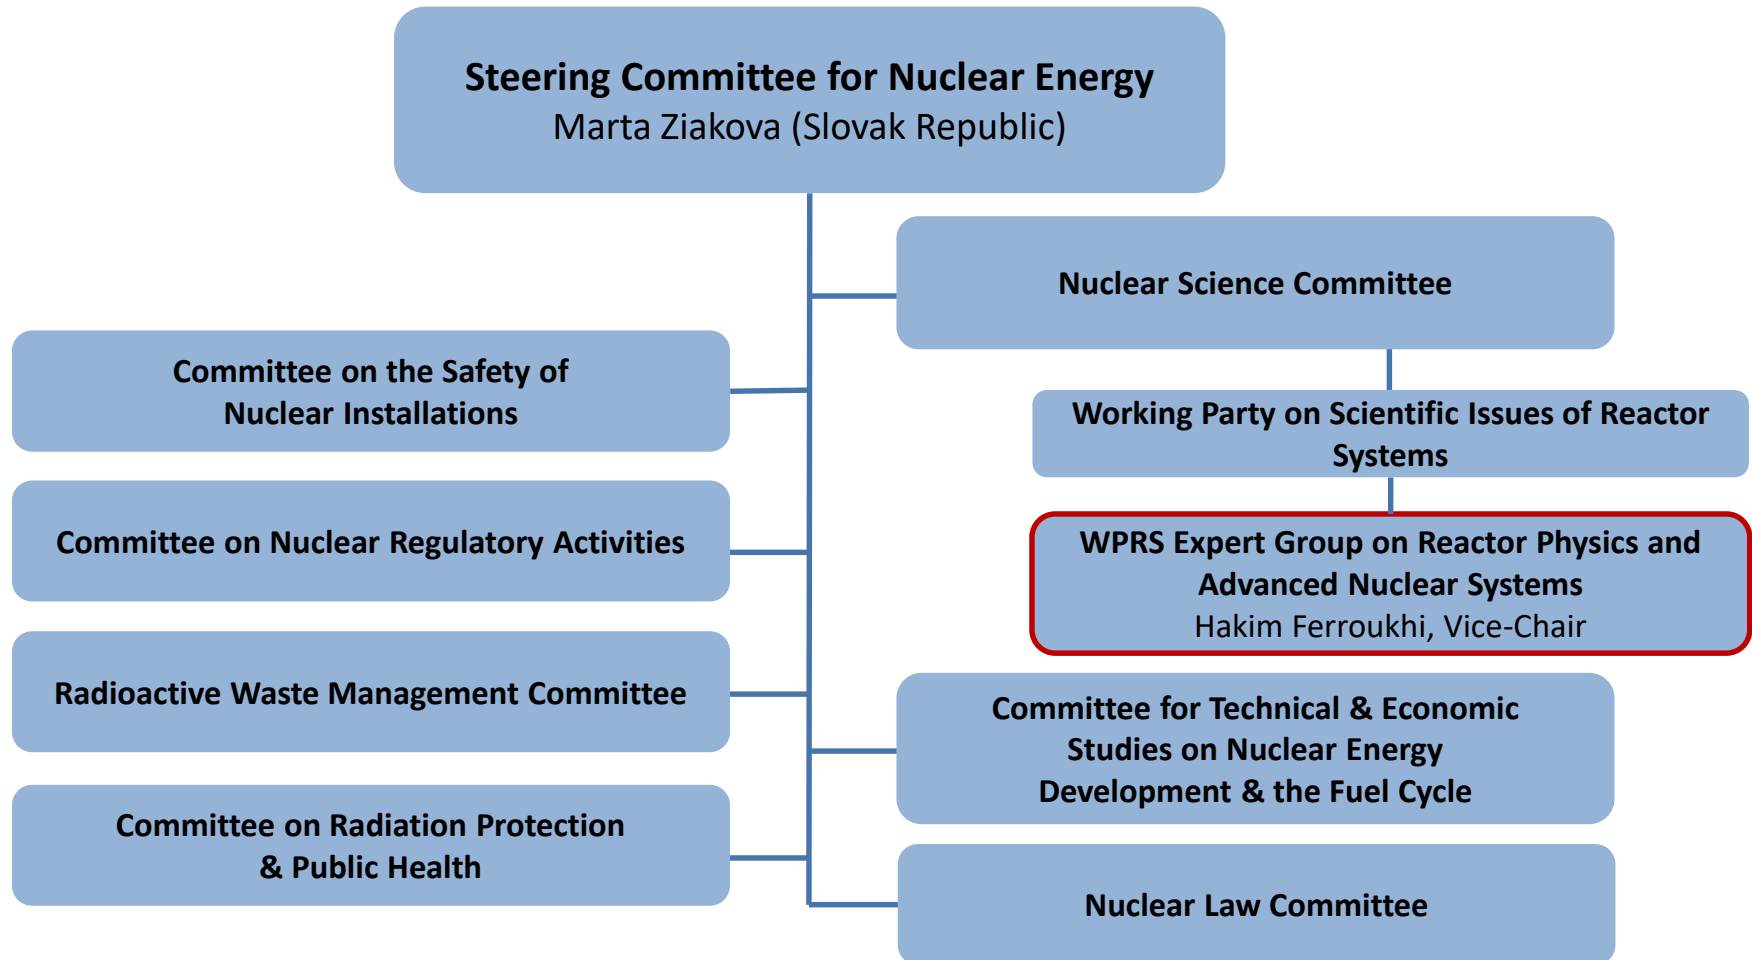 Steering Committee for Nuclear Energy
Marta Ziakova (Slovak Republic)
Nuclear Science Committee
Committee on the Safety of
Nuclear Installations
Working Party on Scientific Issues of Reactor
Systems
Committee on Nuclear Regulatory Activities
WPRS Expert Group on Reactor Physics and
Advanced Nuclear Systems
Hakim Ferroukhi, Vice-Chair
Radioactive Waste Management Committee
Committee for Technical & Economic
Studies on Nuclear Energy
Development & the Fuel Cycle
Committee on Radiation Protection
& Public Health
Nuclear Law Committee